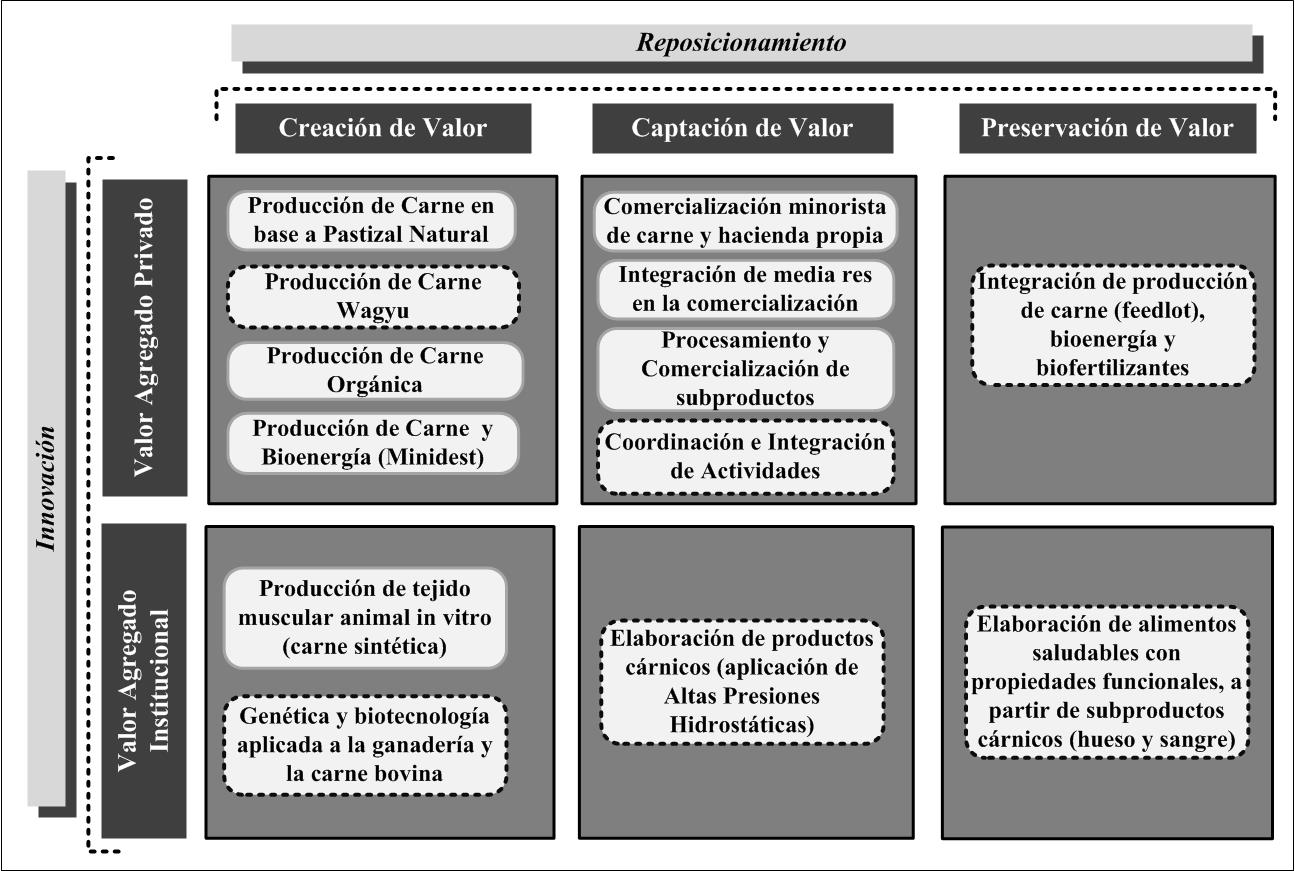 Reposicionamiento
Creación de Valor
Captación de Valor
Preservación de Valor
Innovación
Valor Agregado Privado
Producción de Carne en
base a Pastizal Natural
Producción de Carne
Wagyu
Producción de Carne
Orgánica
Producción de Carne y
Bioenergía (Minidest)
Comercialización minorista
de carne y hacienda propia
Integración de media res
en la comercialización
Procesamiento y
Comercialización de
subproductos
Coordinación e Integración
de Actividades
Integración de producción
de carne (feedlot),
bioenergía y
biofertilizantes
Valor Agregado
Institucional
Producción de tejido
muscular animal in vitro
(carne sintética)
Genética y biotecnología
aplicada a la ganadería y
la carne bovina
Elaboración de productos
cárnicos (aplicación de
Altas Presiones
Hidrostáticas)
Elaboración de alimentos
saludables con
propiedades funcionales, a
partir de subproductos
cárnicos (hueso y sangre)